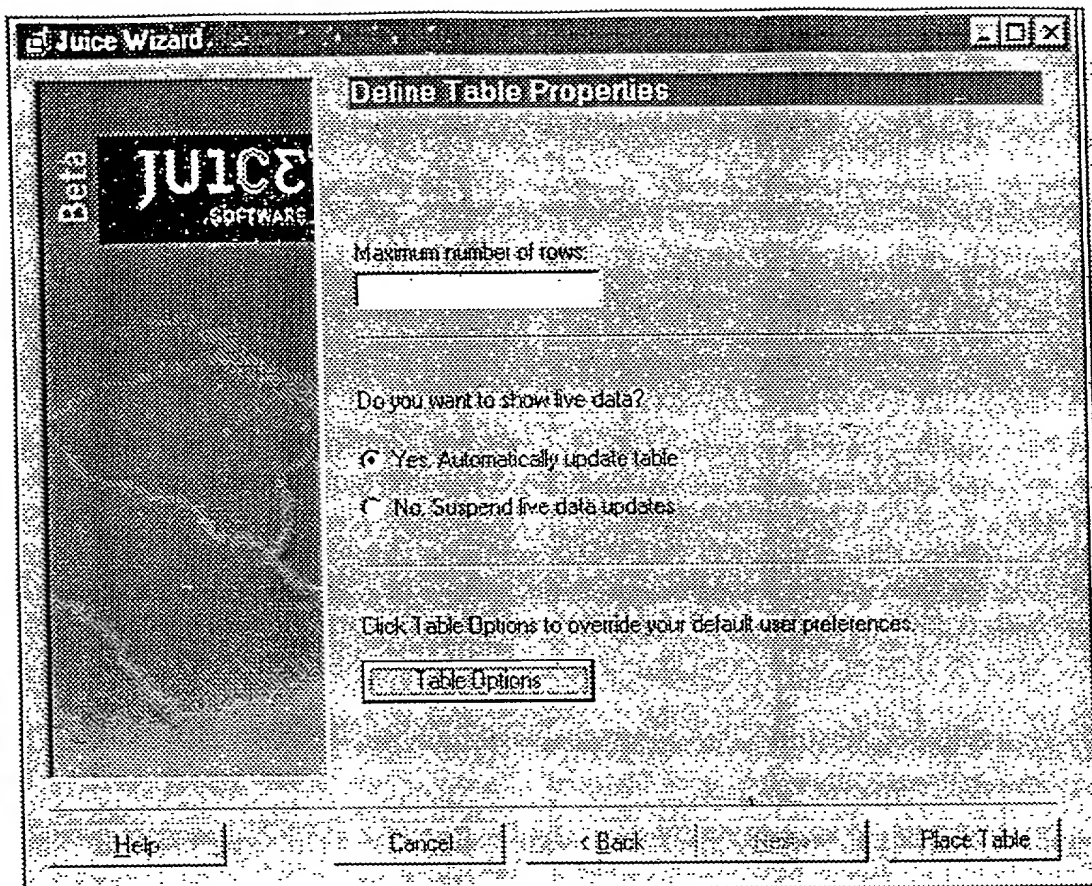 Juice Wizard
Define Table Properties
Beta
JUICE
SOFTWARE
Maximum number of rows:
Do you want to show live data?
Yes, Automatically update table
No, Suspend live data updates
Click Table Options to override your default user preferences.
Table Options
Help
Cancel
< Back
Place Table